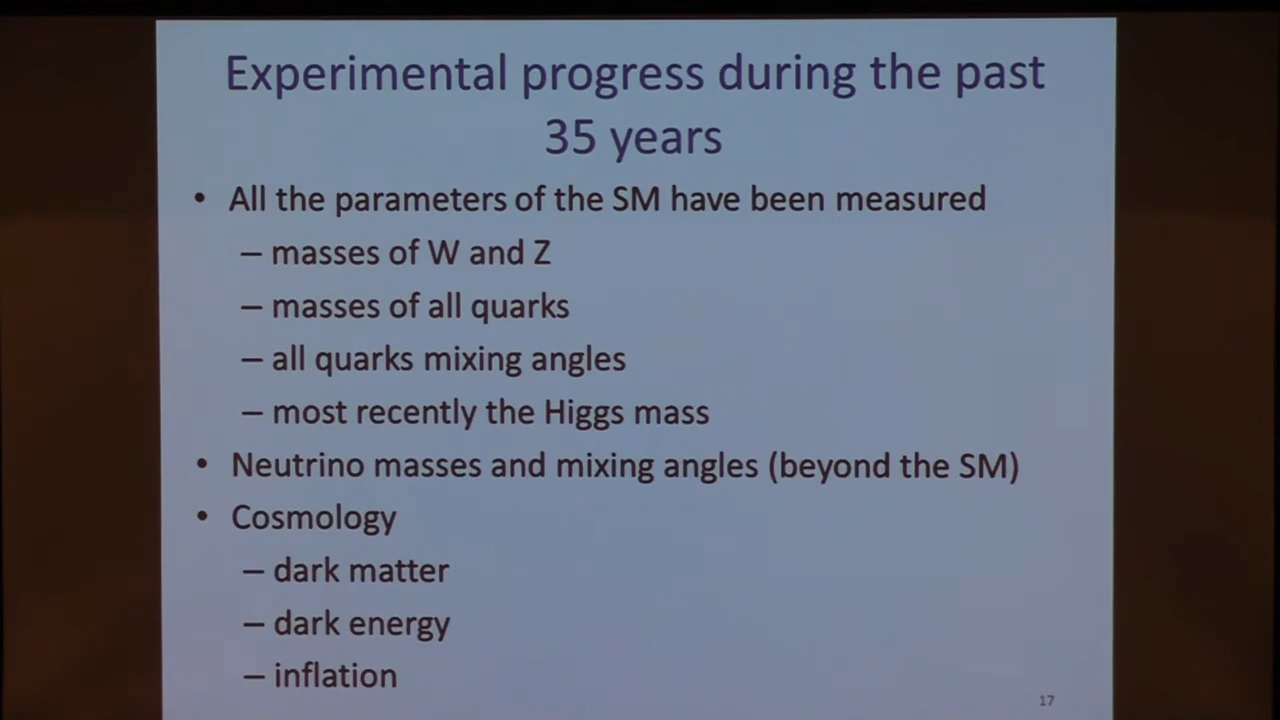 Experimental progress during the past
35 years
• All the parameters of the SM have been measured
– masses of W and Z
– masses of all quarks
– all quarks mixing angles
– most recently the Higgs mass
• Neutrino masses and mixing angles (beyond the SM)
• Cosmology
– dark matter
– dark energy
– inflation
17